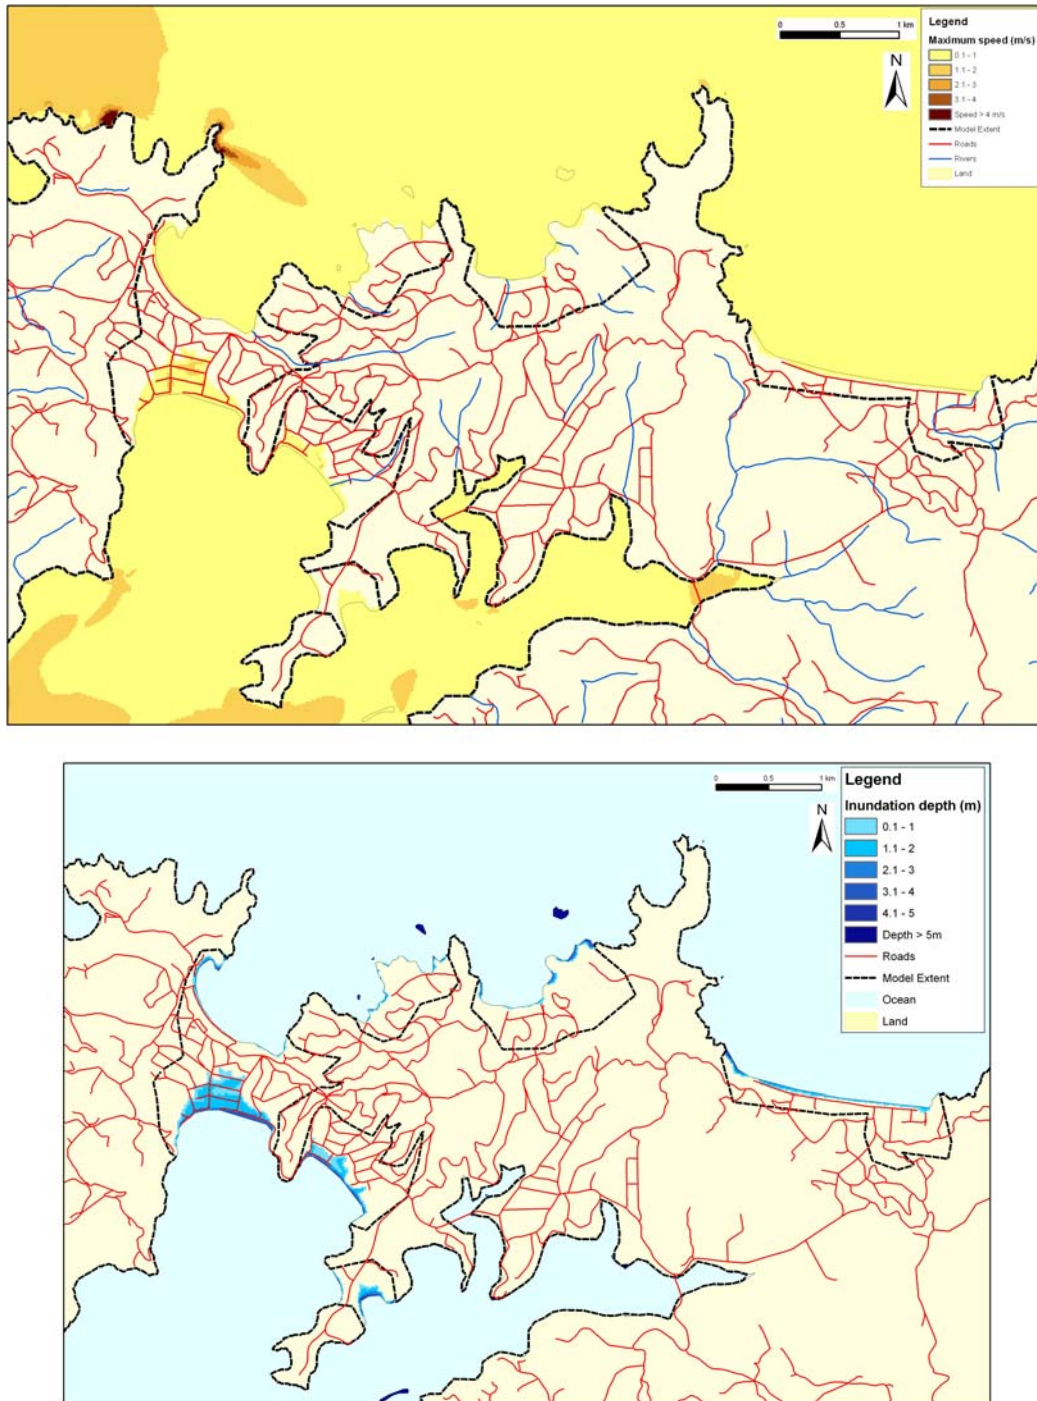 0 0.5 1 km
N
Legend
Maximum speed (m/s)
0.1 - 1
1.1 - 2
2.1 - 3
3.1 - 4
Speed > 4 m/s
Model Extent
Roads
Rivers
Land
0 0.5 1 km
N
Legend
Inundation depth (m)
0.1 - 1
1.1 - 2
2.1 - 3
3.1 - 4
4.1 - 5
Depth > 5m
Roads
Model Extent
Ocean
Land